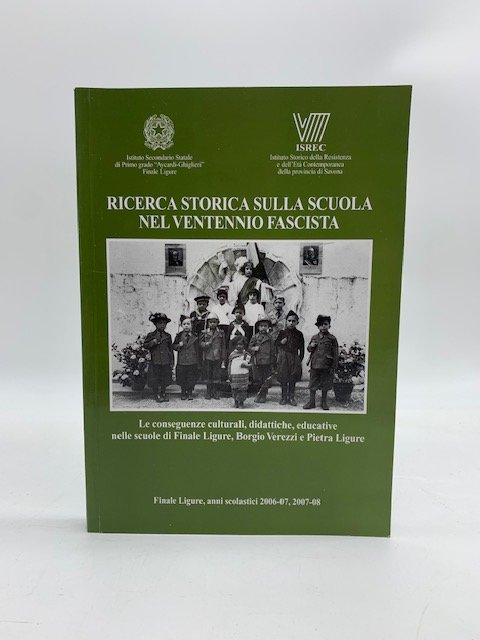 Istituto Secondario Statale
di Primo grado "Aycardi-Ghiglieri"
Finale Ligure
ISREC
Istituto Storico della Resistenza
e dell'Età Contemporanea
della provincia di Savona
RICERCA STORICA SULLA SCUOLA
NEL VENTENNIO FASCISTA
Le conseguenze culturali, didattiche, educative
nelle scuole di Finale Ligure, Borgio Verezzi e Pietra Ligure
Finale Ligure, anni scolastici 2006-07, 2007-08